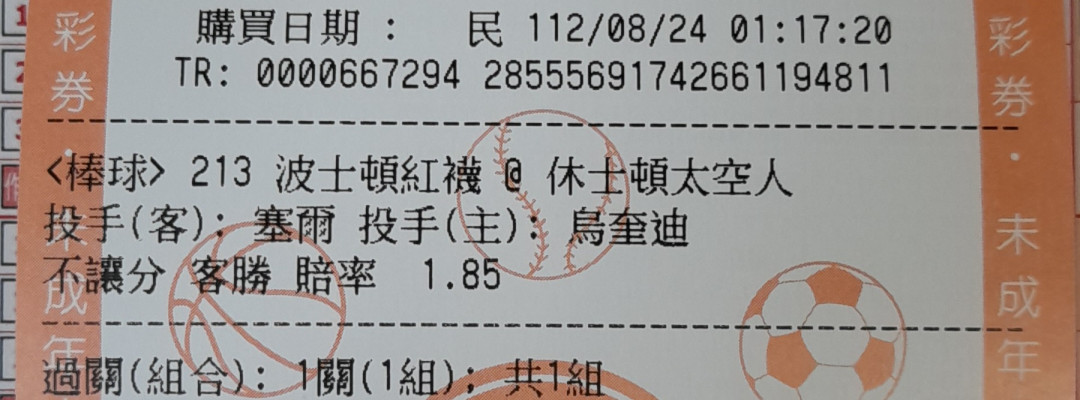 購買日期 : 民 112/08/24 01:17:20
TR: 0000667294 285556917426611948​11
<棒球> 213 波士頓紅襪 @ 休士頓太空人
投手(客): 塞爾 投手(主): 烏奎迪
不讓分 客勝 賠率 1.85
過關(組合): 1關(1組); 共1組
彩券．未成年
彩券．未成年